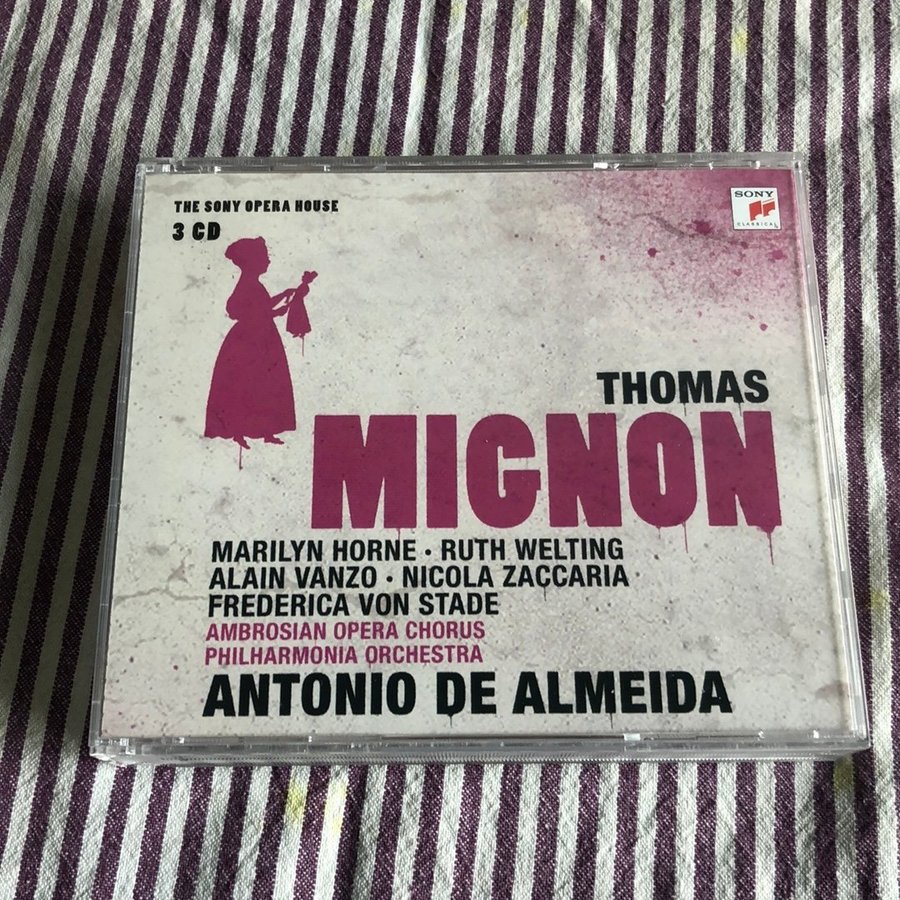 THE SONY OPERA HOUSE
3 CD
SONY
CLASSICAL
THOMAS
MIGNON
MARILYN HORNE · RUTH WELTING
ALAIN VANZO · NICOLA ZACCARIA
FREDERICA VON STADE
AMBROSIAN OPERA CHORUS
PHILHARMONIA ORCHESTRA
ANTONIO DE ALMEIDA